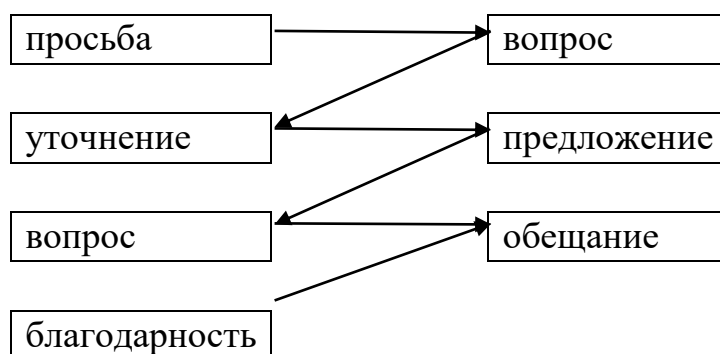 просьба
вопрос
уточнение
предложение
вопрос
обещание
благодарность